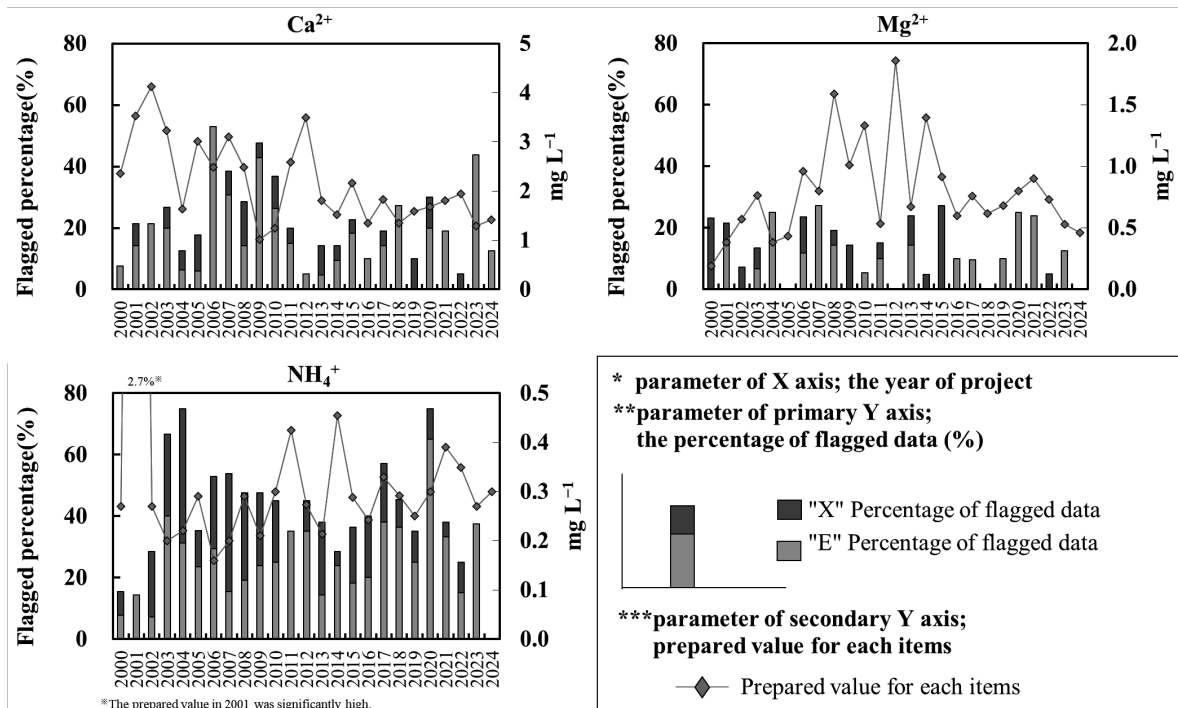 Ca²⁺
Flagged percentage(%)
80
60
40
20
0
5
4
3
2
1
0
mg L⁻¹
2000 2001 2002 2003 2004 2005 2006 2007 2008 2009 2010 2011 2012 2013 2014 2015 2016 2017 2018 2019 2020 2021 2022 2023 2024
Mg²⁺
Flagged percentage(%)
80
60
40
20
0
2.0
1.5
1.0
0.5
0.0
mg L⁻¹
2000 2001 2002 2003 2004 2005 2006 2007 2008 2009 2010 2011 2012 2013 2014 2015 2016 2017 2018 2019 2020 2021 2022 2023 2024
NH₄⁺
2.7%※
Flagged percentage(%)
80
60
40
20
0
0.5
0.4
0.3
0.2
0.1
0.0
mg L⁻¹
2000 2001 2002 2003 2004 2005 2006 2007 2008 2009 2010 2011 2012 2013 2014 2015 2016 2017 2018 2019 2020 2021 2022 2023 2024
※The prepared value in 2001 was significantly high.
* parameter of X axis; the year of project
**parameter of primary Y axis;
the percentage of flagged data (%)
"X" Percentage of flagged data
"E" Percentage of flagged data
***parameter of secondary Y axis;
prepared value for each items
Prepared value for each items